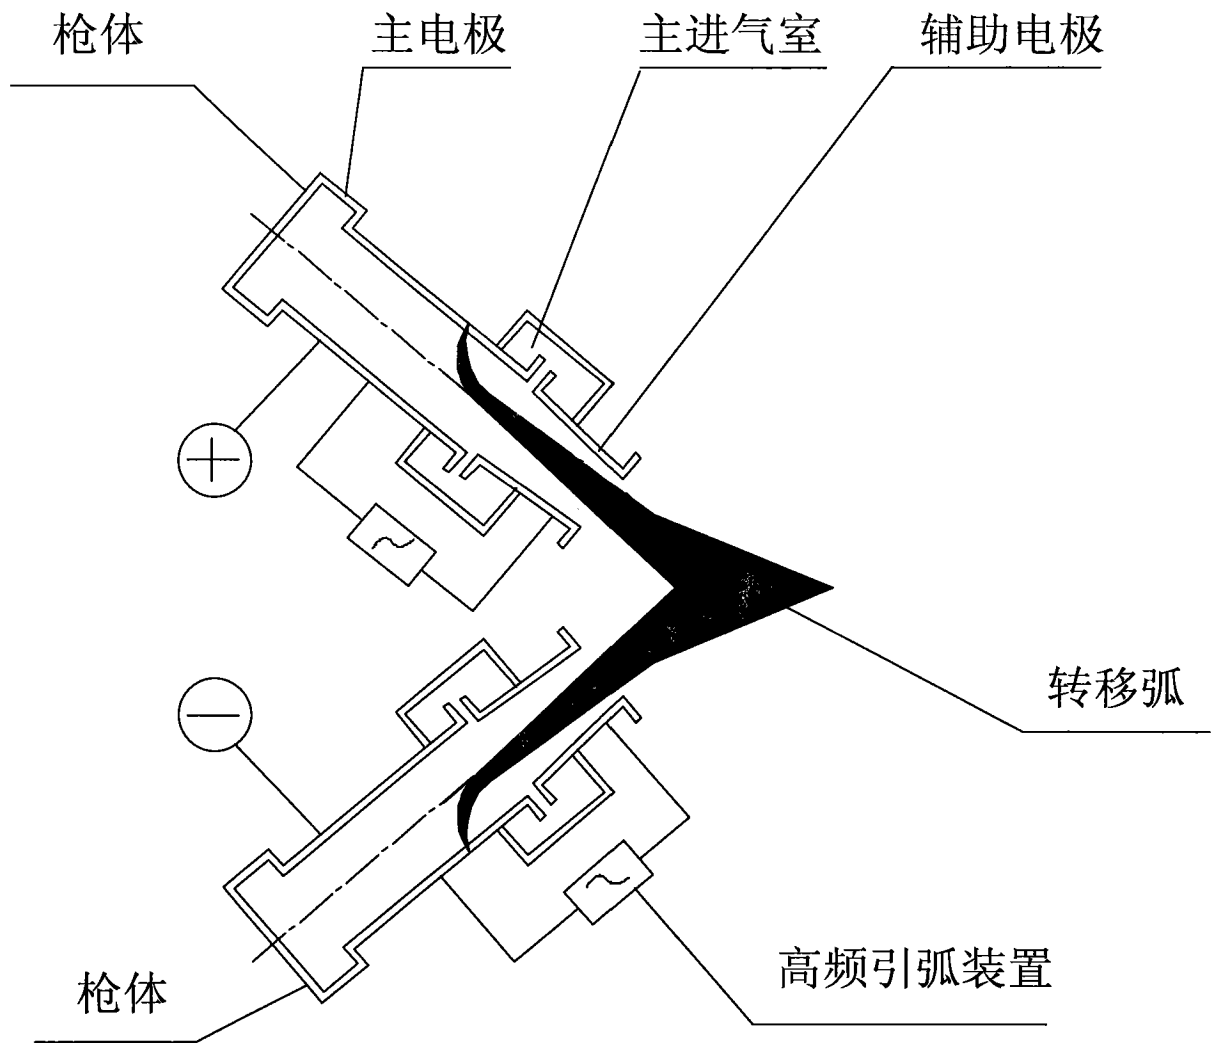 枪体
主电极
主进气室
辅助电极
转移弧
高频引弧装置
枪体